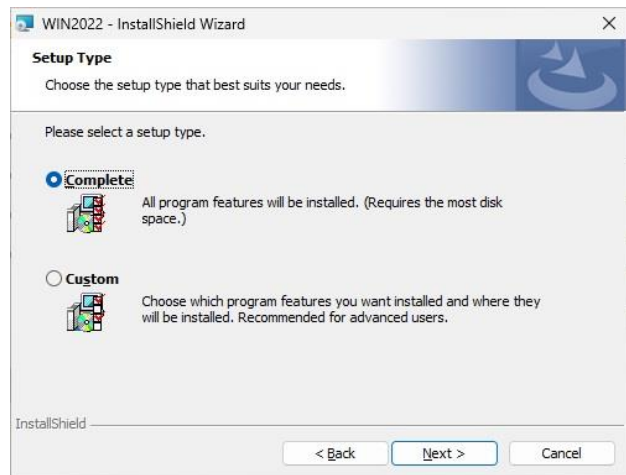 WIN2022 - InstallShield Wizard
Setup Type
Choose the setup type that best suits your needs.
Please select a setup type.
Complete
All program features will be installed. (Requires the most disk
space.)
Custom
Choose which program features you want installed and where they
will be installed. Recommended for advanced users.
InstallShield
< Back
Next >
Cancel